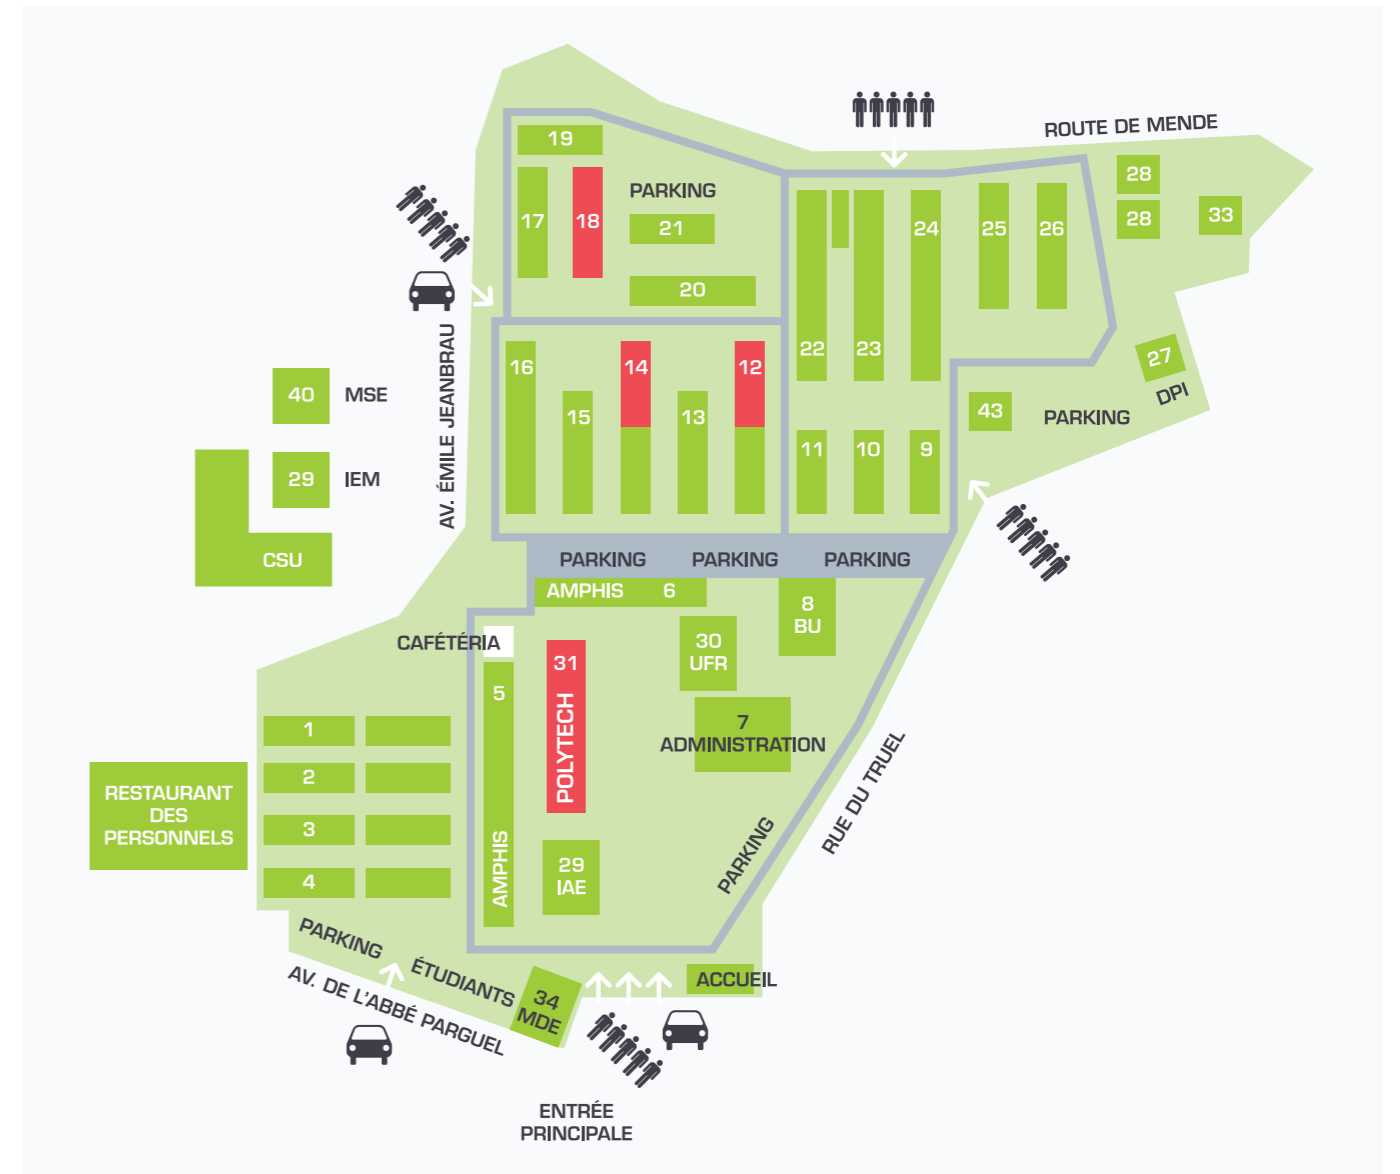 ROUTE DE MENDE
19
28
PARKING
17
18
21
28
33
24
25
26
20
AV. ÉMILE JEANBRAU
22
23
27
DPI
16
14
12
40
MSE
15
13
43
PARKING
11
10
9
29
IEM
CSU
PARKING
PARKING
PARKING
AMPHIS
6
8
BU
CAFÉTÉRIA
30
UFR
31
POLYTECH
5
AMPHIS
7
ADMINISTRATION
RUE DU TRUEL
1
2
3
4
RESTAURANT
DES
PERSONNELS
PARKING
29
IAE
PARKING
ÉTUDIANTS
AV. DE L'ABBÉ PARGUEL
34
MDE
ACCUEIL
ENTRÉE
PRINCIPALE